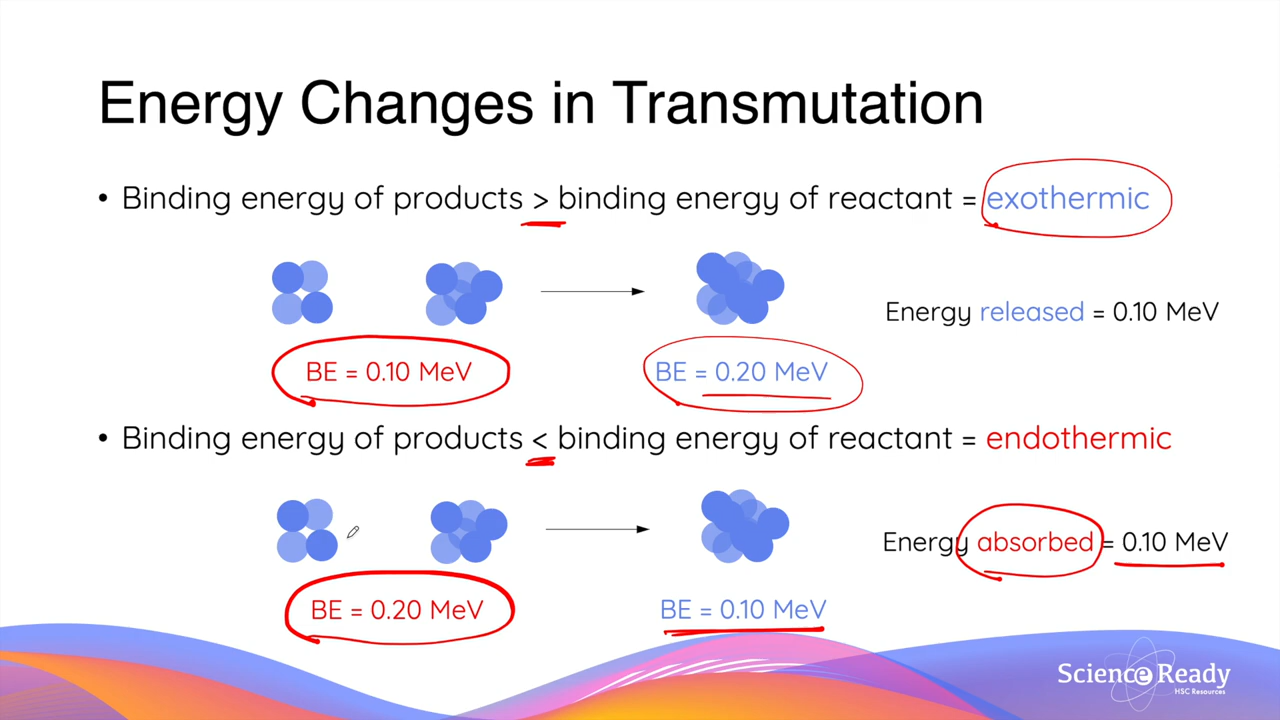 Energy Changes in Transmutation
• Binding energy of products > binding energy of reactant = exothermic
Energy released = 0.10 MeV
BE = 0.10 MeV
BE = 0.20 MeV
• Binding energy of products < binding energy of reactant = endothermic
Energy absorbed = 0.10 MeV
BE = 0.20 MeV
BE = 0.10 MeV
Science Ready
HSC Resources